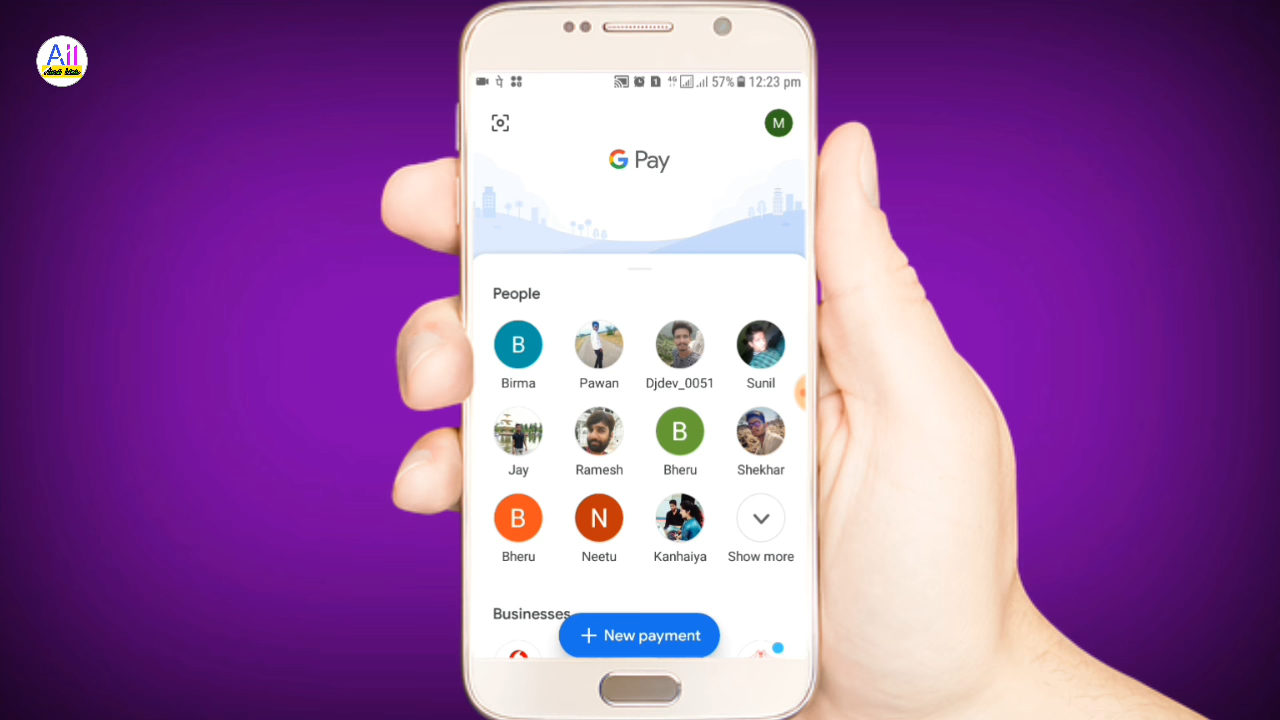 All
57% 12:23 pm
M
G Pay
People
B
Birma
Pawan
Djdev_0051
Sunil
Jay
Ramesh
B
Bheru
Shekhar
B
Bheru
N
Neetu
Kanhaiya
Show more
Businesses
+ New payment